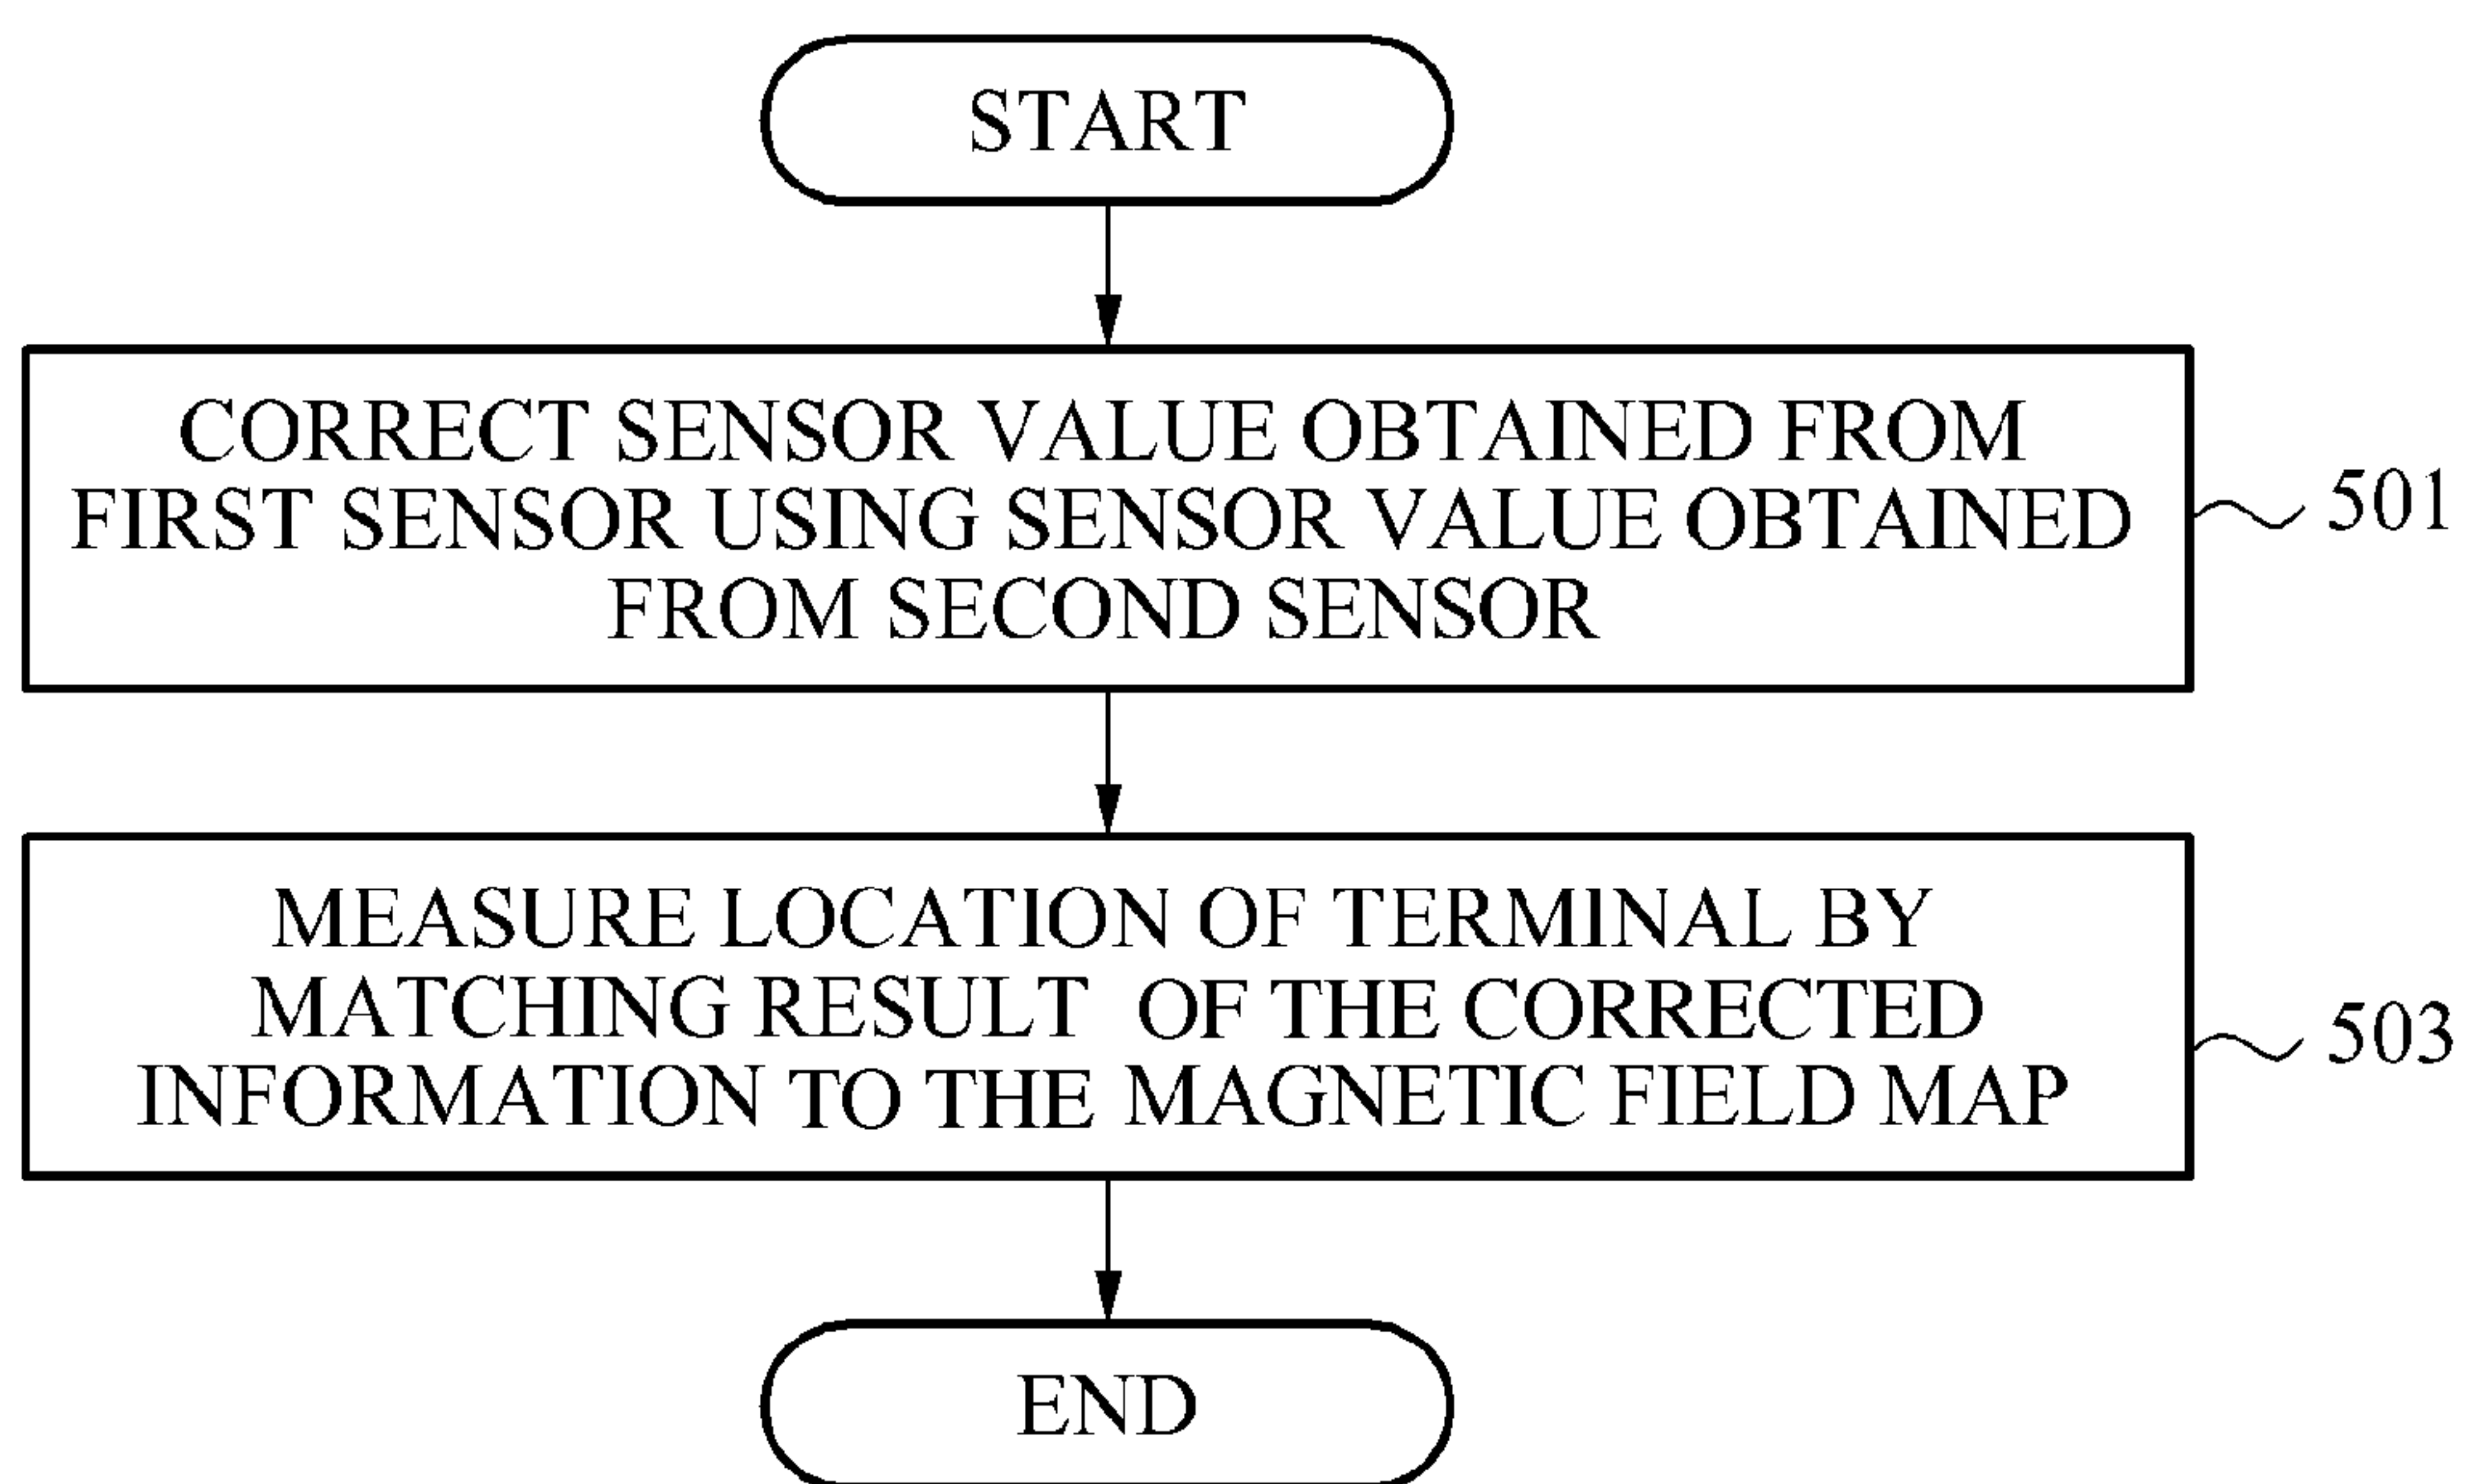 START
CORRECT SENSOR VALUE OBTAINED FROM
FIRST SENSOR USING SENSOR VALUE OBTAINED
FROM SECOND SENSOR
501
MEASURE LOCATION OF TERMINAL BY
MATCHING RESULT OF THE CORRECTED
INFORMATION TO THE MAGNETIC FIELD MAP
503
END